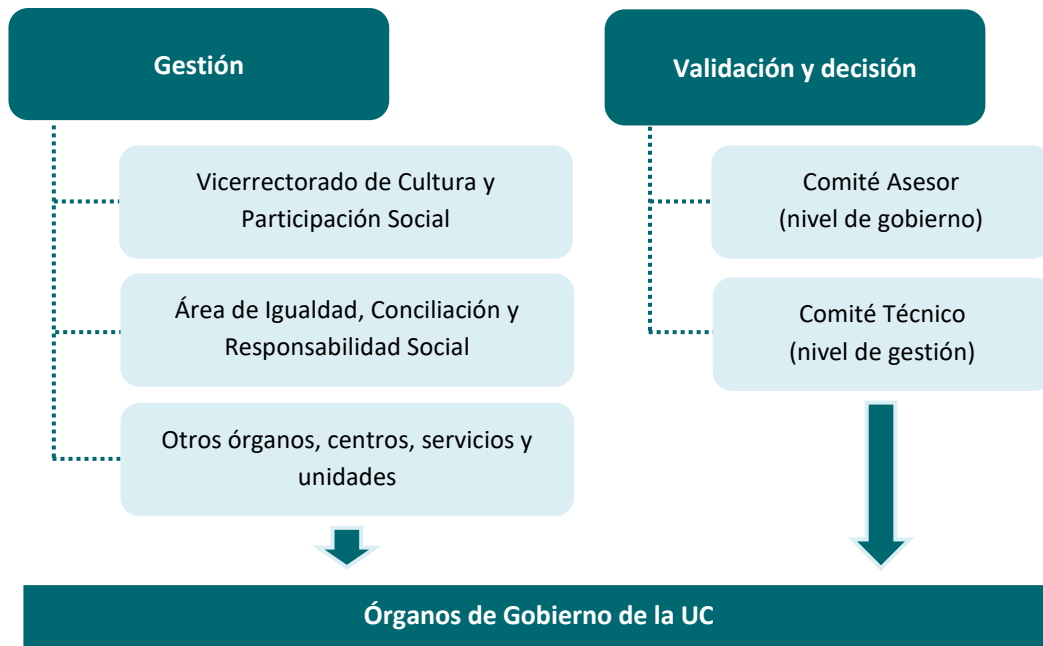 Gestión
Vicerrectorado de Cultura y
Participación Social
Área de Igualdad, Conciliación y
Responsabilidad Social
Otros órganos, centros, servicios y
unidades
Validación y decisión
Comité Asesor
(nivel de gobierno)
Comité Técnico
(nivel de gestión)
Órganos de Gobierno de la UC